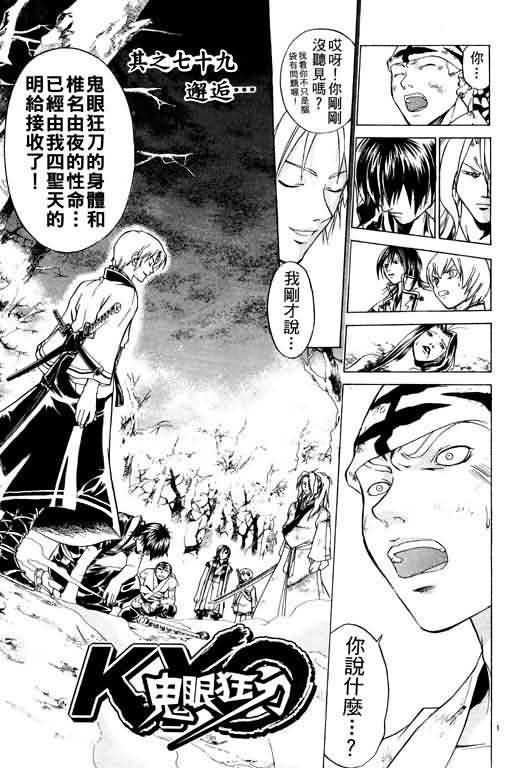 你…
你說什麼…？
哎呀！你剛剛
沒聽見嗎？
我看你不只是腦
袋有問題喔！
我剛才說…
其之七十九
邂逅…
鬼眼狂刀的身體和
椎名由夜的性命…
已經由我四聖天的
明給接收了！
KYO
鬼眼狂刀
1